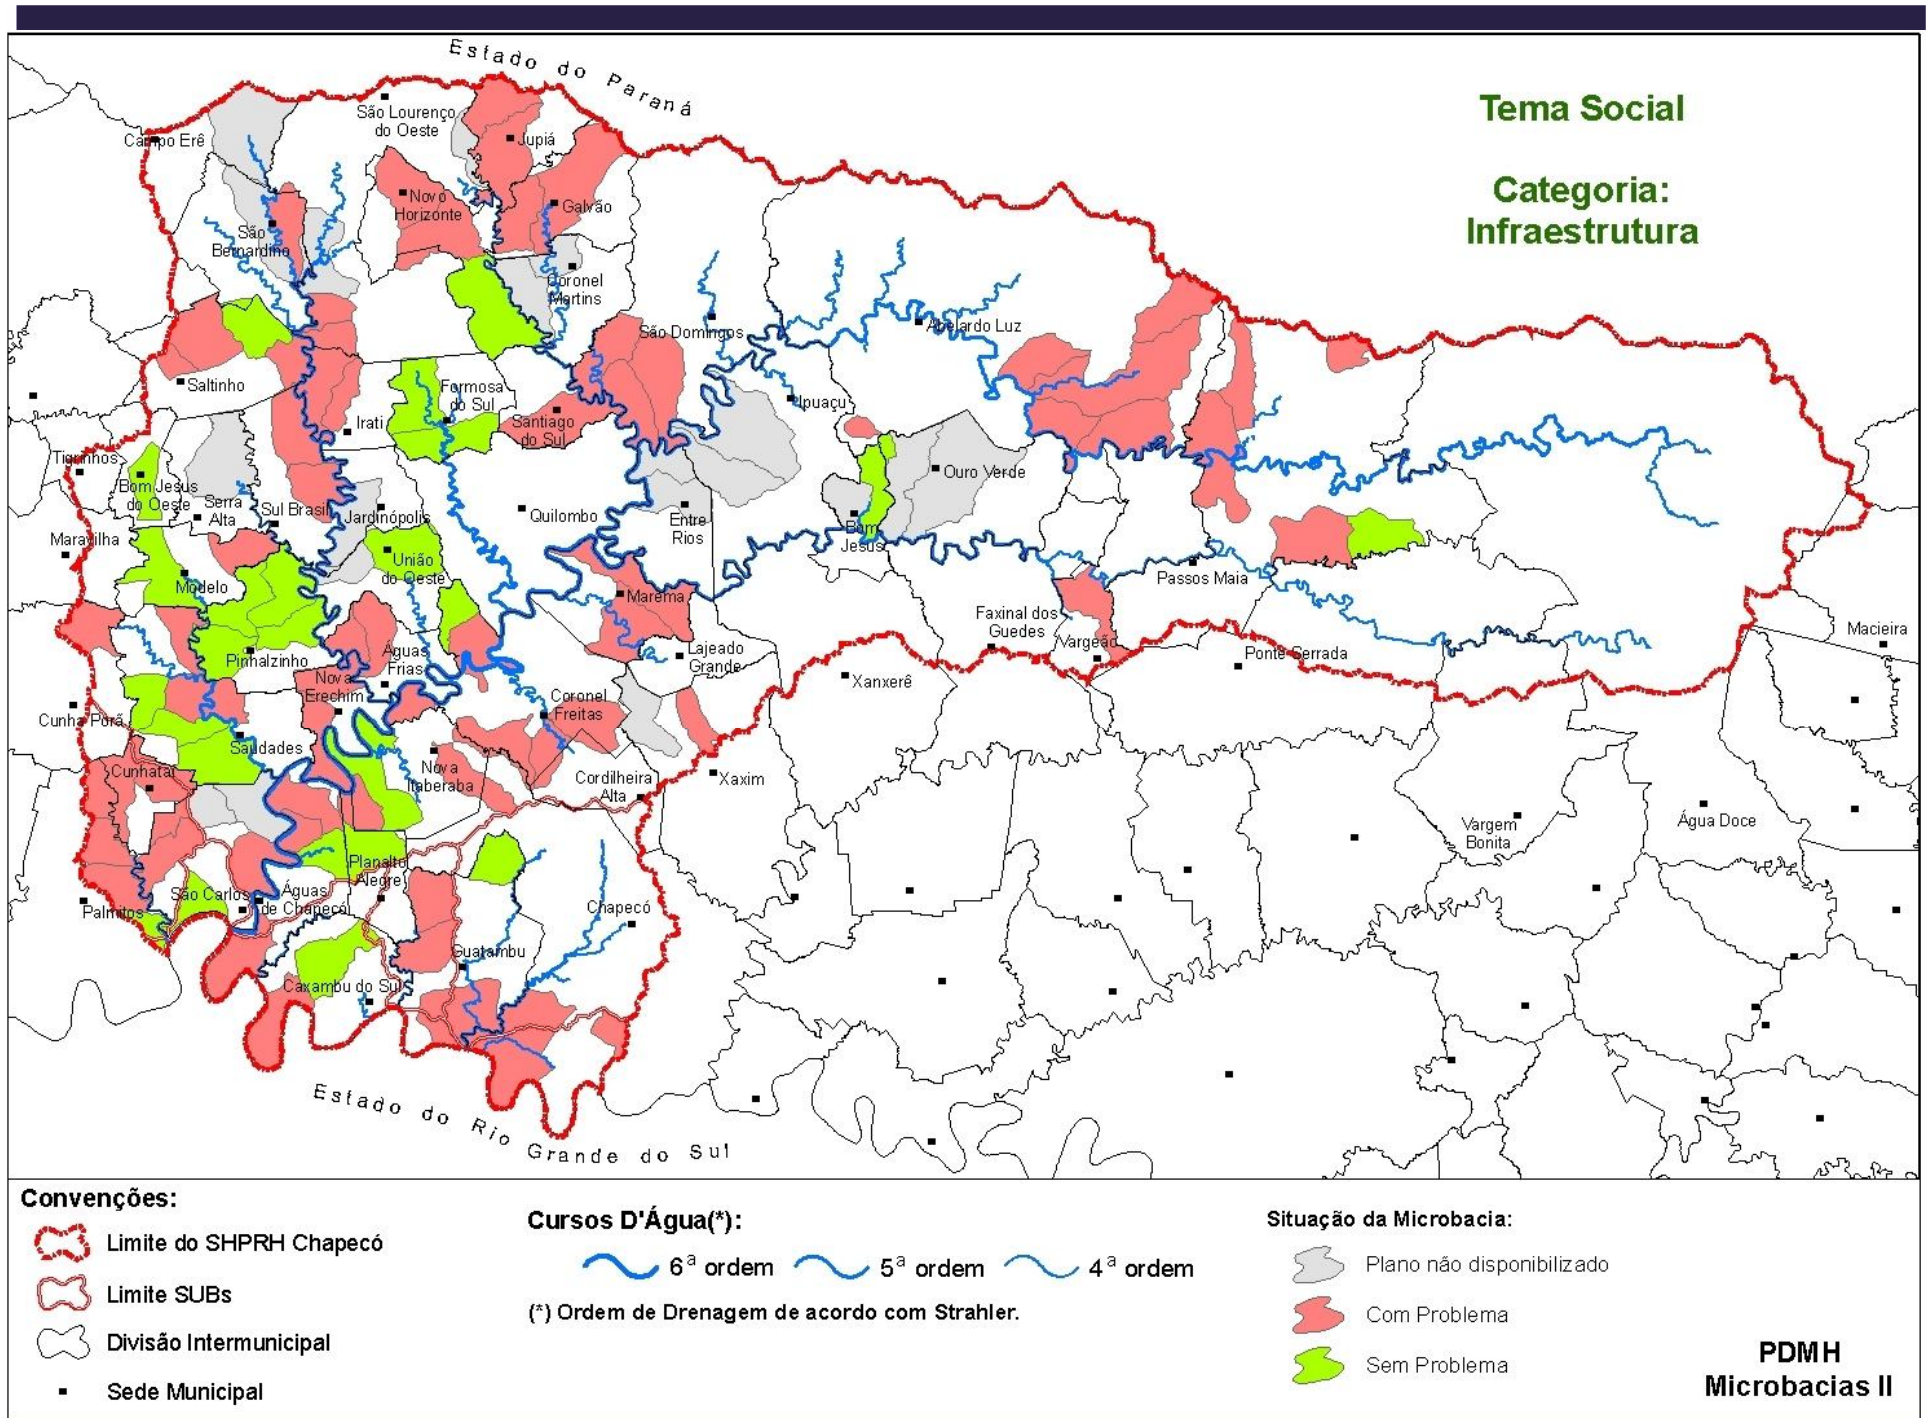 Estado do Paraná
Tema Social
Categoria:
Infraestrutura
São Lourenço
do Oeste
Campo Erê
Jupiá
Novo
Horizonte
Galvão
São
Bernardino
Coronel
Martins
São Domingos
Abelardo Luz
Saltinho
Formosa
do Sul
Ipuaçu
Irati
Santiago
do Sul
Tigrinhos
Bom Jesus
do Oeste
Ouro Verde
Serra
Alta
Sul Brasil
Jardinópolis
Quilombo
Entre
Rios
Bom
Jesus
Maravilha
União
do Oeste
Modelo
Passos Maia
Marema
Faxinal dos
Guedes
Vargeão
Macieira
Pinhalzinho
Águas
Frias
Lajeado
Grande
Ponte Serrada
Nova
Erechim
Xanxerê
Coronel
Freitas
Cunha Porã
Saudades
Cunhataí
Nova
Itaberaba
Cordilheira
Alta
Xaxim
Vargem
Bonita
Água Doce
Planalto
Alegre
São Carlos
Águas
de Chapecó
Palmitos
Chapecó
Guatambu
Caxambu do Sul
Estado do Rio Grande do Sul
Convenções:
Limite do SHPRH Chapecó
Limite SUBs
Divisão Intermunicipal
Sede Municipal
Cursos D'Água(*):
6ª ordem
5ª ordem
4ª ordem
(*) Ordem de Drenagem de acordo com Strahler.
Situação da Microbacia:
Plano não disponibilizado
Com Problema
Sem Problema
PDMH
Microbacias II